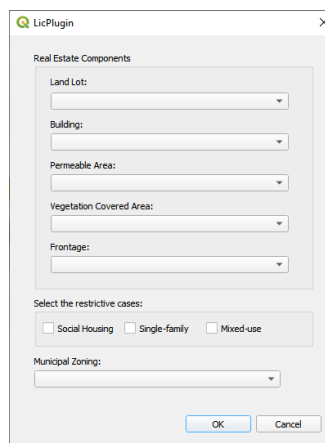 LicPlugin
Real Estate Components
Land Lot:
Building:
Permeable Area:
Vegetation Covered Area:
Frontage:
Select the restrictive cases:
Social Housing Single-family Mixed-use
Municipal Zoning:
OK Cancel